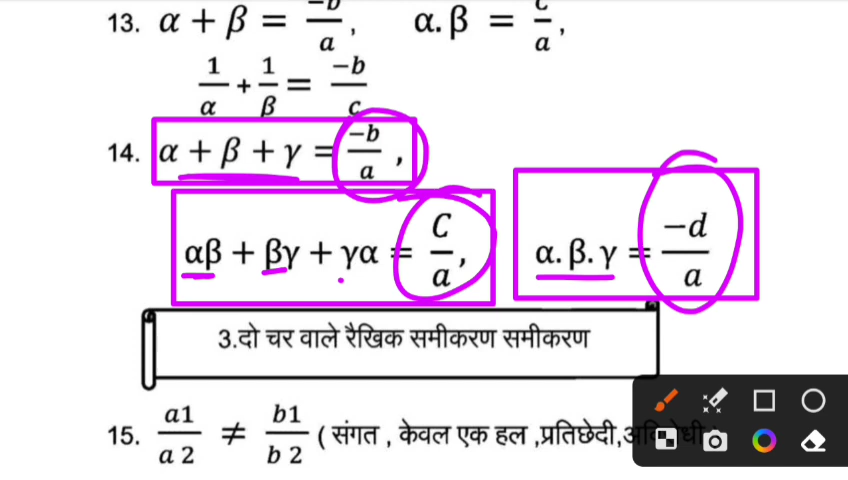 13. α + β = −b/a, α.β = c/a,
1/α + 1/β = −b/c
14. α + β + γ = −b/a,
αβ + βγ + γα = C/a, α.β.γ = −d/a
3.दो चर वाले रैखिक समीकरण समीकरण
15. a1/a2 ≠ b1/b2 ( संगत , केवल एक हल ,प्रतिछेदी,